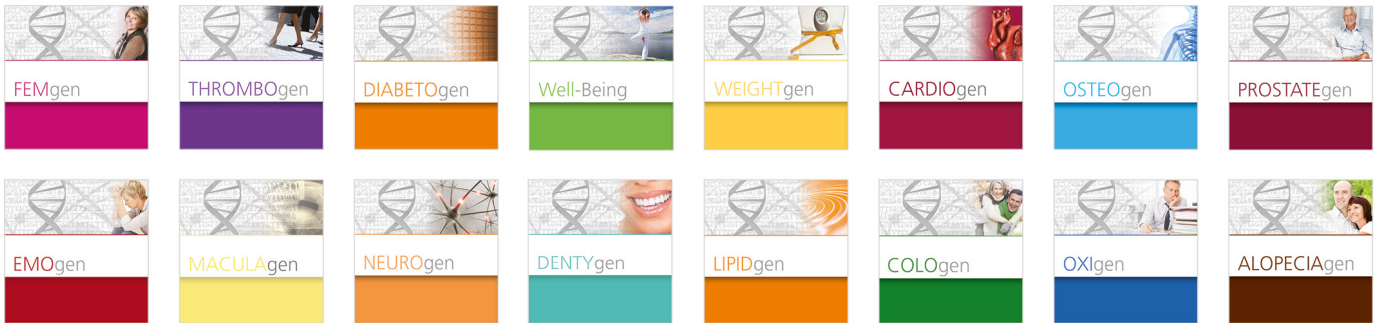 FEMgen
THROMBOgen
DIABETOgen
Well-Being
WEIGHTgen
CARDIOgen
OSTEOgen
PROSTATEgen
EMOgen
MACULAgen
NEUROgen
DENTYgen
LIPIDgen
COLOgen
OXIgen
ALOPECIAgen